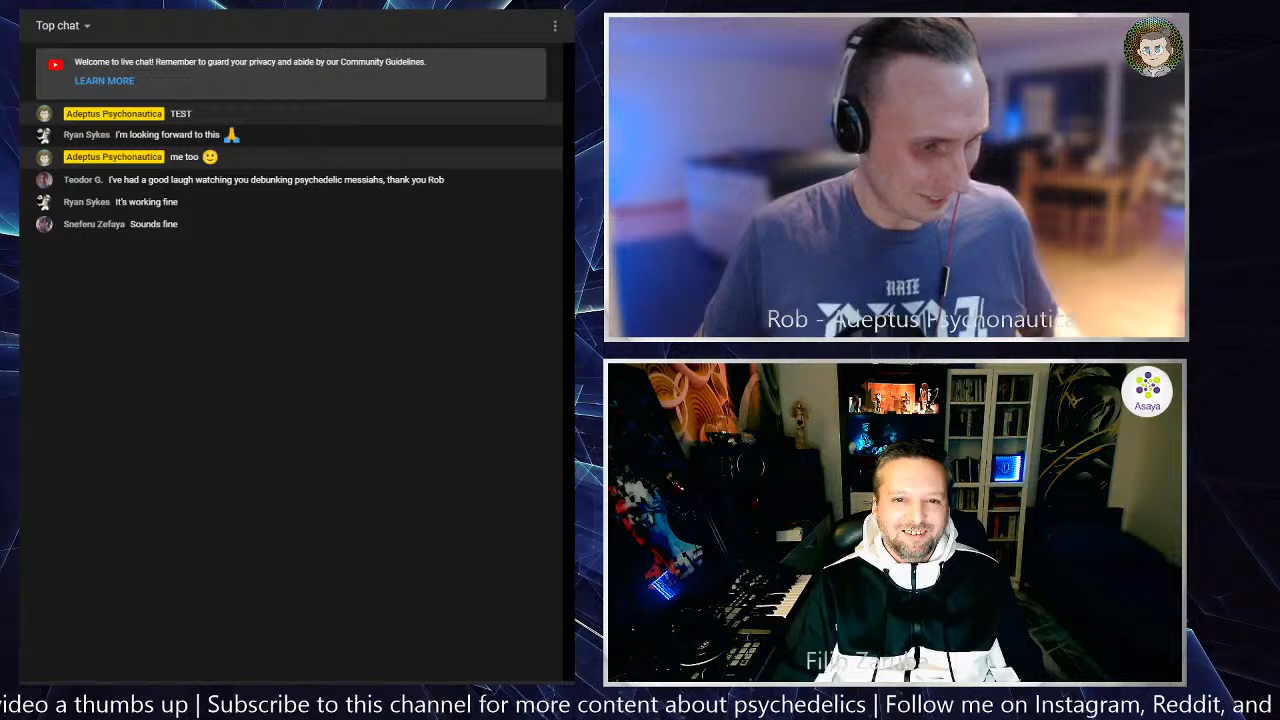 Top chat
Welcome to live chat! Remember to guard your privacy and abide by our Community Guidelines.
LEARN MORE
Adeptus Psychonautica TEST
Ryan Sykes I'm looking forward to this 🙏
Adeptus Psychonautica me too 🙂
Teodor G. I've had a good laugh watching you debunking psychedelic messiahs, thank you Rob
Ryan Sykes It's working fine
Sneferu Zefaya Sounds fine
HATE
Rob - Adeptus Psychonautica
Asaya
Filip
video a thumbs up | Subscribe to this channel for more content about psychedelics | Follow me on Instagram, Reddit, and